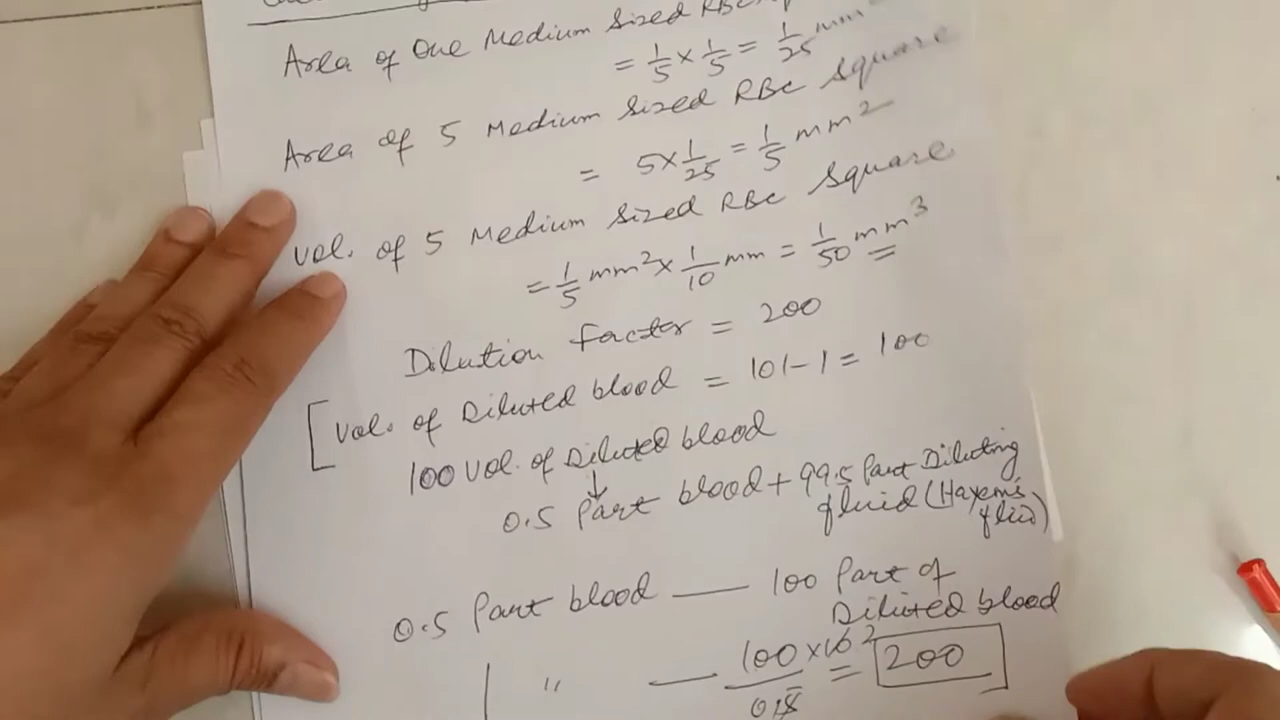 Area of One Medium Sized RBC
= 1/5 × 1/5 = 1/25 mm
Area of 5 Medium Sized RBC Square
= 5×1/25 = 1/5 mm²
Vol. of 5 Medium Sized RBC Square
= 1/5 mm² × 1/10 mm = 1/50 mm³
Dilution factor = 200
[Vol. of Diluted blood = 101-1 = 100
100 Vol. of Diluted blood
↓
0.5 Part blood + 99.5 Part Diluting
fluid (Hayem's
fluid)
0.5 Part blood — 100 Part of
Diluted blood
1 " — 100×10/05 = 200